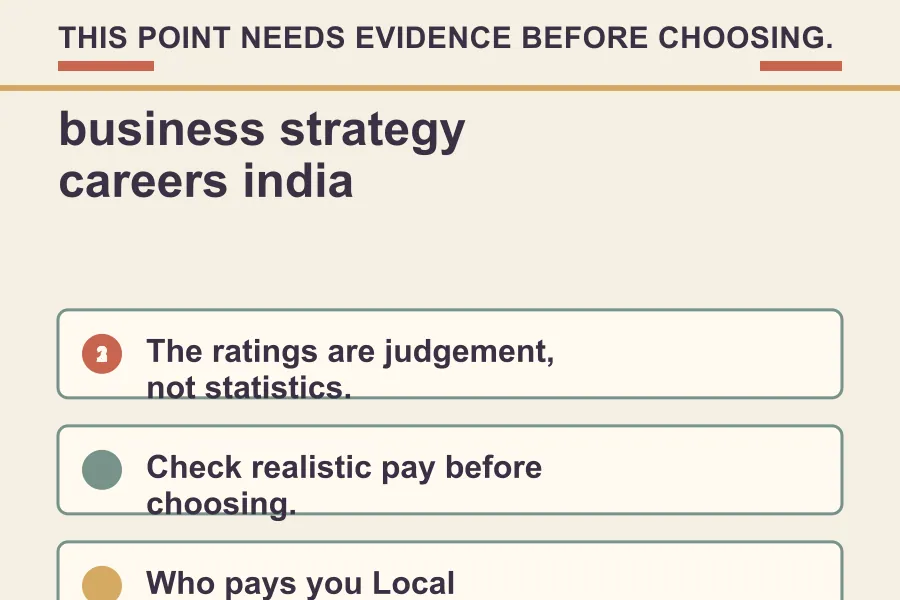 THIS POINT NEEDS EVIDENCE BEFORE CHOOSING.
business strategy
careers india
The ratings are judgement,
not statistics.
Check realistic pay before
choosing.
Who pays you Local